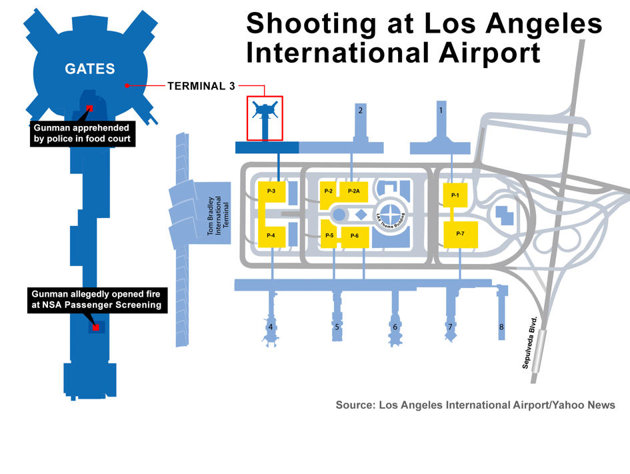 Shooting at Los Angeles
International Airport
GATES
TERMINAL 3
Gunman apprehended
by police in food court
Gunman allegedly opened fire
at NSA Passenger Screening
Tom Bradley
International
Terminal
2
1
P-3
P-2
P-2A
P-1
P-4
P-5
P-6
P-7
4
5
6
7
8
Sepulveda Blvd.
Source: Los Angeles International Airport/Yahoo News